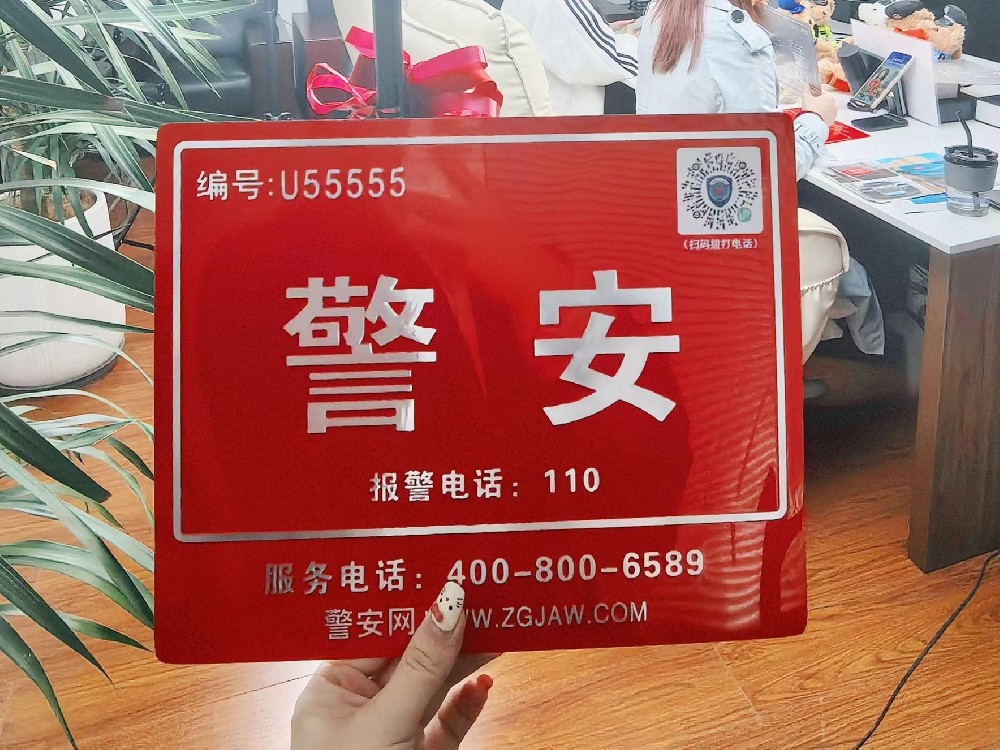 编号:U55555
(扫码拨打电话)
警安
报警电话：110
服务电话：400-800-6589
警安网 WW.ZGJAW.COM